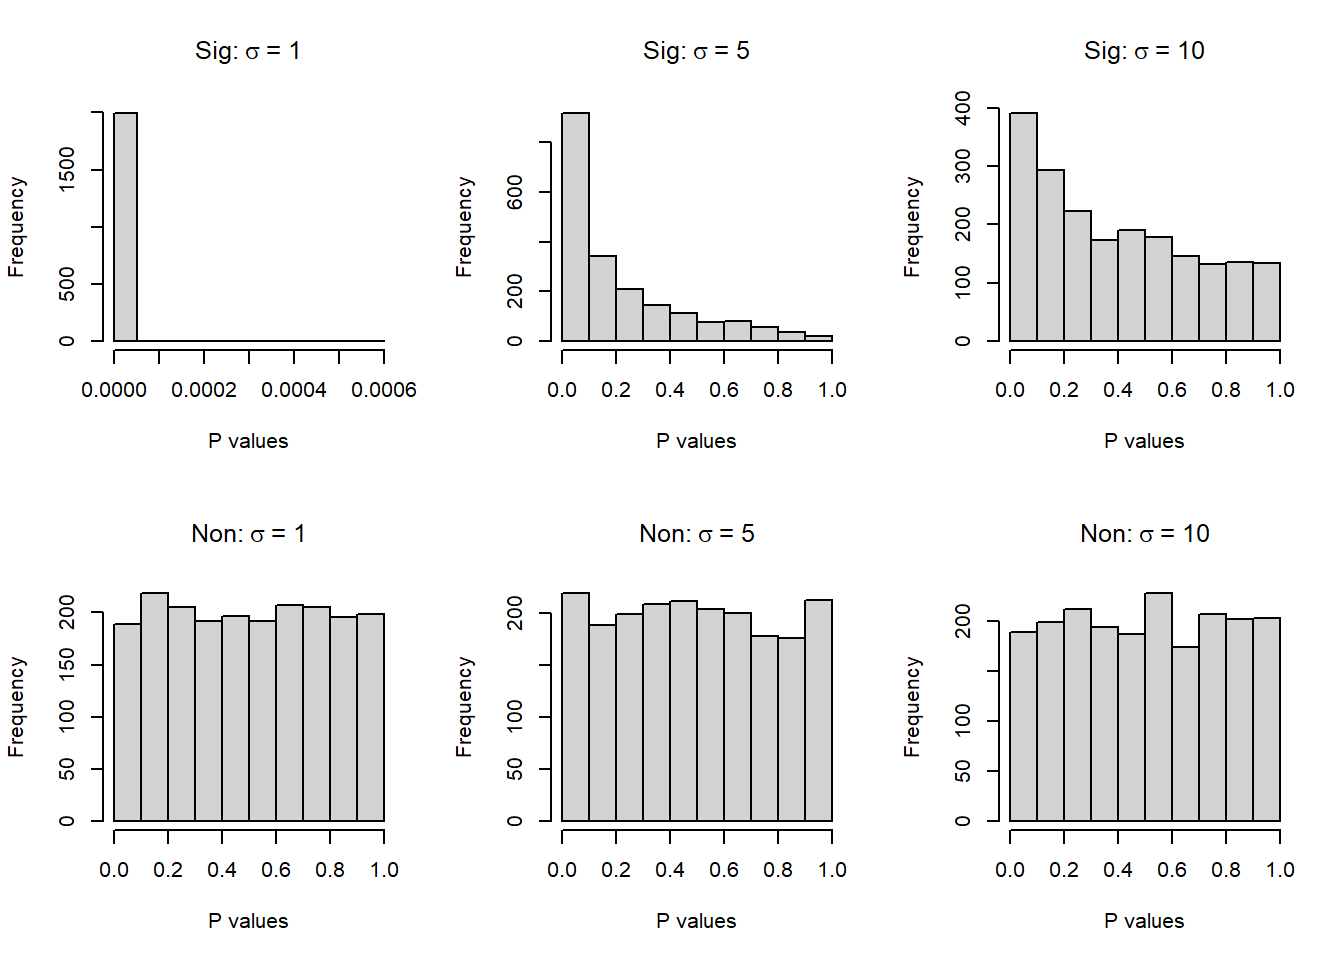 Sig: σ = 1
Frequency
0 500 1500
0.0000 0.0002 0.0004 0.0006
P values
Sig: σ = 5
Frequency
0 200 600
0.0 0.2 0.4 0.6 0.8 1.0
P values
Sig: σ = 10
Frequency
0 100 200 300 400
0.0 0.2 0.4 0.6 0.8 1.0
P values
Non: σ = 1
Frequency
0 50 100 150 200
0.0 0.2 0.4 0.6 0.8 1.0
P values
Non: σ = 5
Frequency
0 50 100 200
0.0 0.2 0.4 0.6 0.8 1.0
P values
Non: σ = 10
Frequency
0 50 100 200
0.0 0.2 0.4 0.6 0.8 1.0
P values